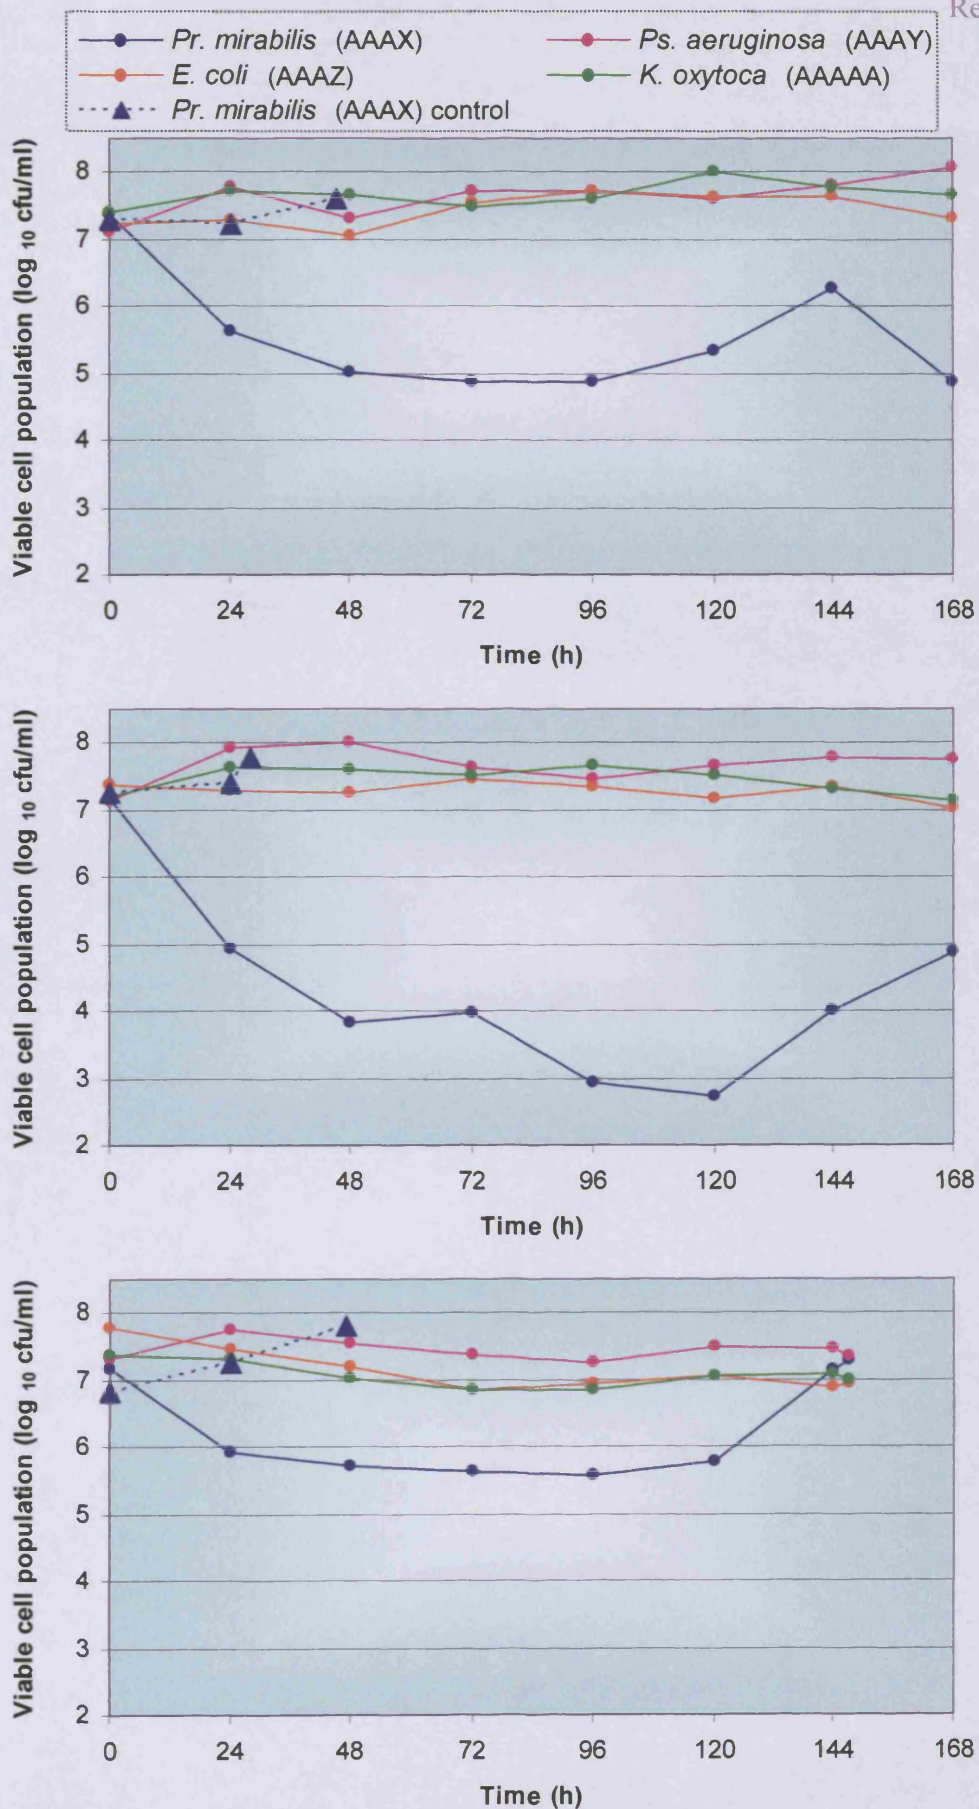 Re
Pr. mirabilis (AAAX)
Ps. aeruginosa (AAAY)
E. coli (AAAZ)
K. oxytoca (AAAAA)
Pr. mirabilis (AAAX) control
Viable cell population (log 10 cfu/ml)
8
7
6
5
4
3
2
0 24 48 72 96 120 144 168
Time (h)
Viable cell population (log 10 cfu/ml)
8
7
6
5
4
3
2
0 24 48 72 96 120 144 168
Time (h)
Viable cell population (log 10 cfu/ml)
8
7
6
5
4
3
2
0 24 48 72 96 120 144 168
Time (h)